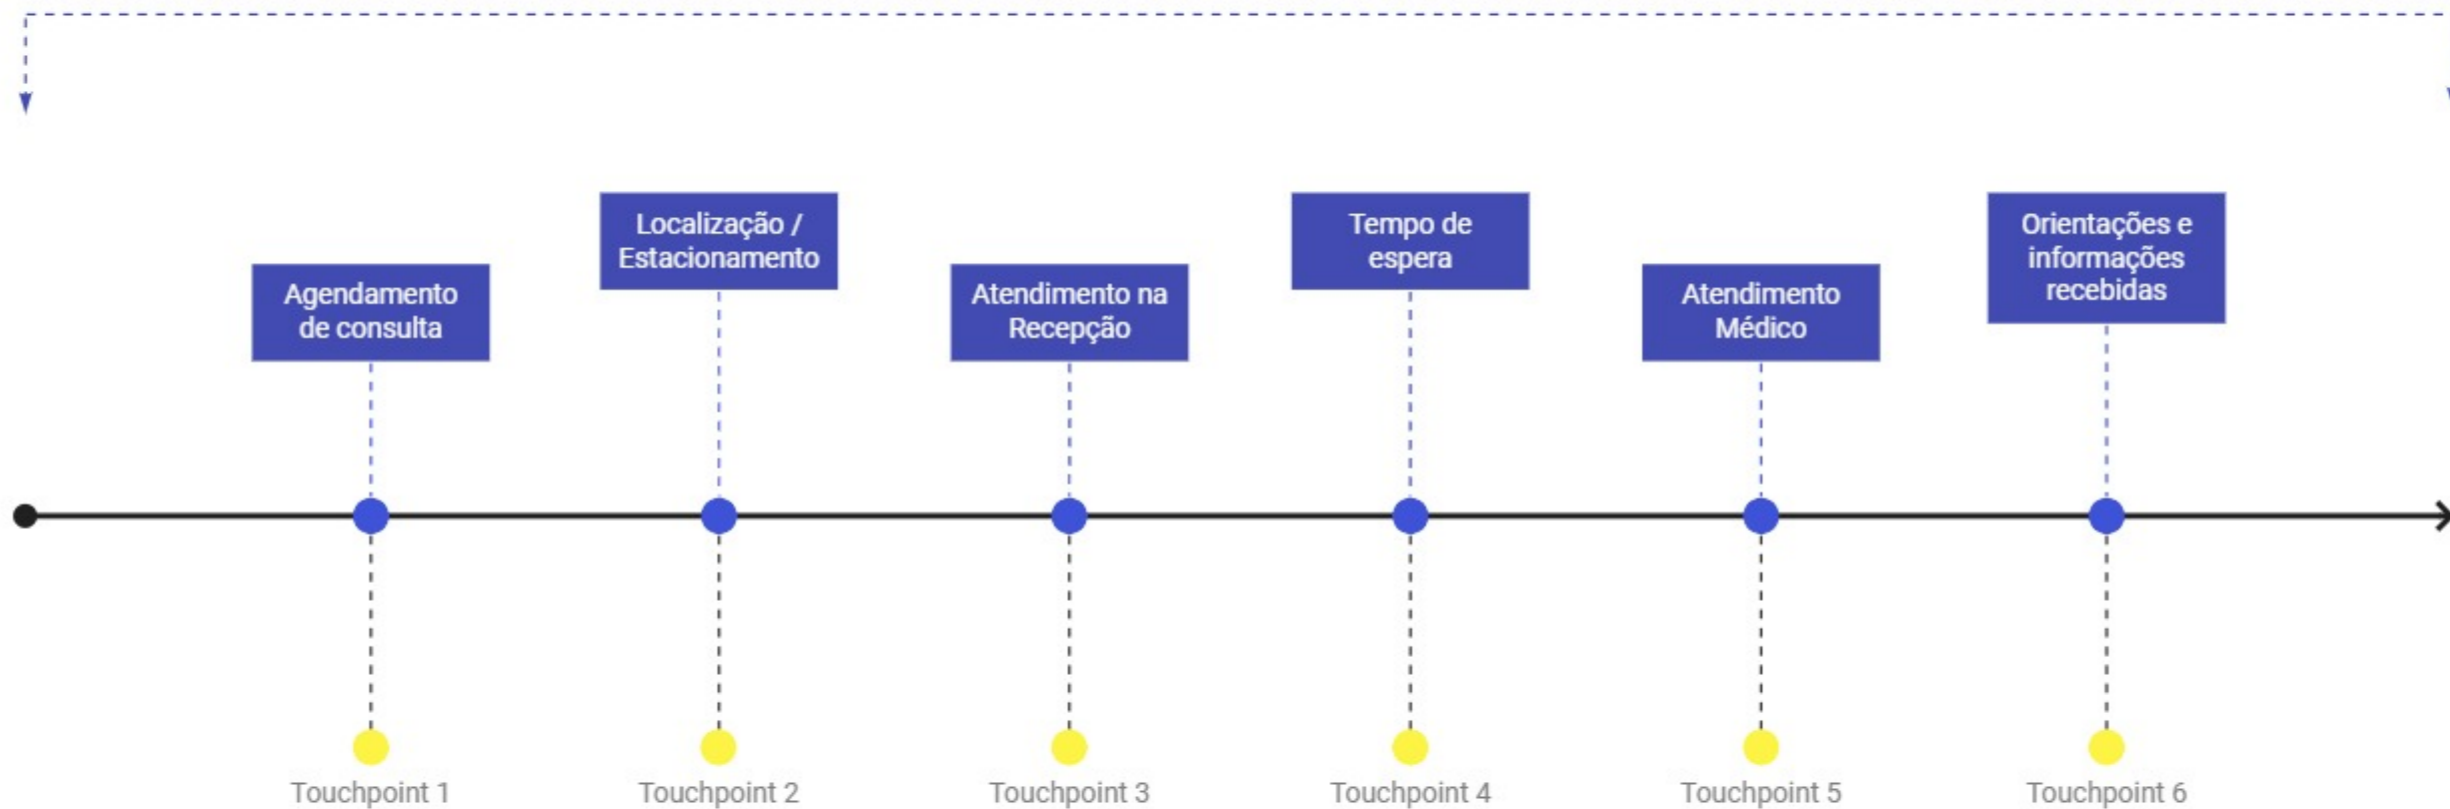 Agendamento
de consulta
Localização /
Estacionamento
Atendimento na
Recepção
Tempo de
espera
Atendimento
Médico
Orientações e
informações
recebidas
Touchpoint 1
Touchpoint 2
Touchpoint 3
Touchpoint 4
Touchpoint 5
Touchpoint 6